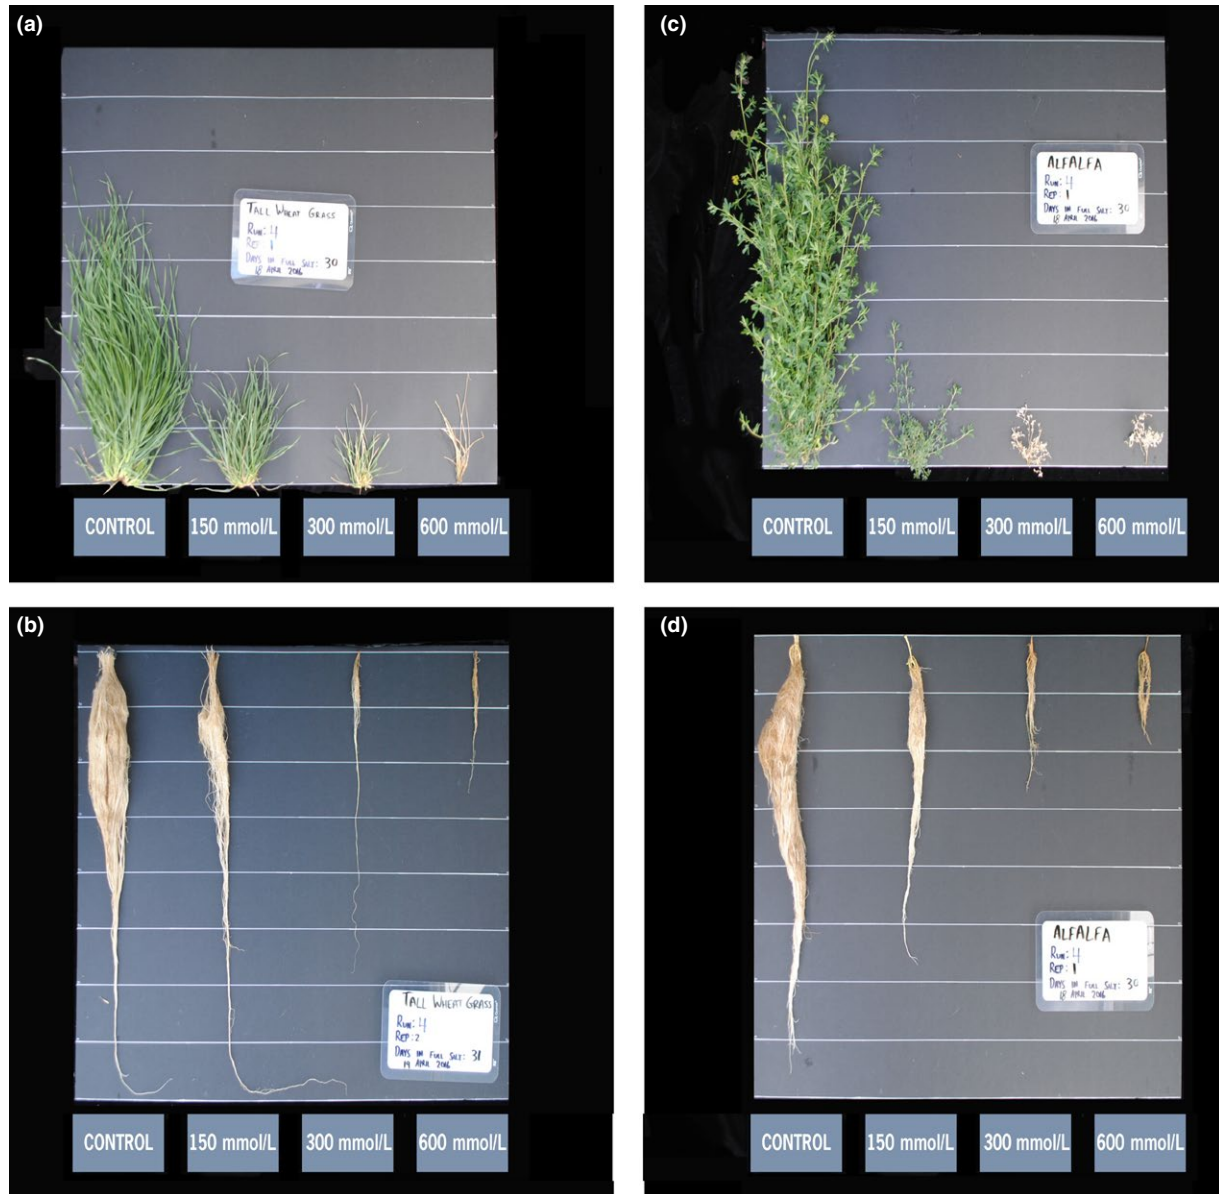 (a)
TALL WHEAT GRASS
RUN: 4
REP: 1
DAYS IN FULL SALT: 30
18 APRIL 2016
CONTROL
150 mmol/L
300 mmol/L
600 mmol/L
(c)
ALFALFA
RUN: 4
REP: 1
DAYS IN FULL SALT: 30
18 APRIL 2016
CONTROL
150 mmol/L
300 mmol/L
600 mmol/L
(b)
TALL WHEAT GRASS
RUN: 4
REP: 2
DAYS IN FULL SALT: 31
19 APRIL 2016
CONTROL
150 mmol/L
300 mmol/L
600 mmol/L
(d)
ALFALFA
RUN: 4
REP: 1
DAYS IN FULL SALT: 30
18 APRIL 2016
CONTROL
150 mmol/L
300 mmol/L
600 mmol/L